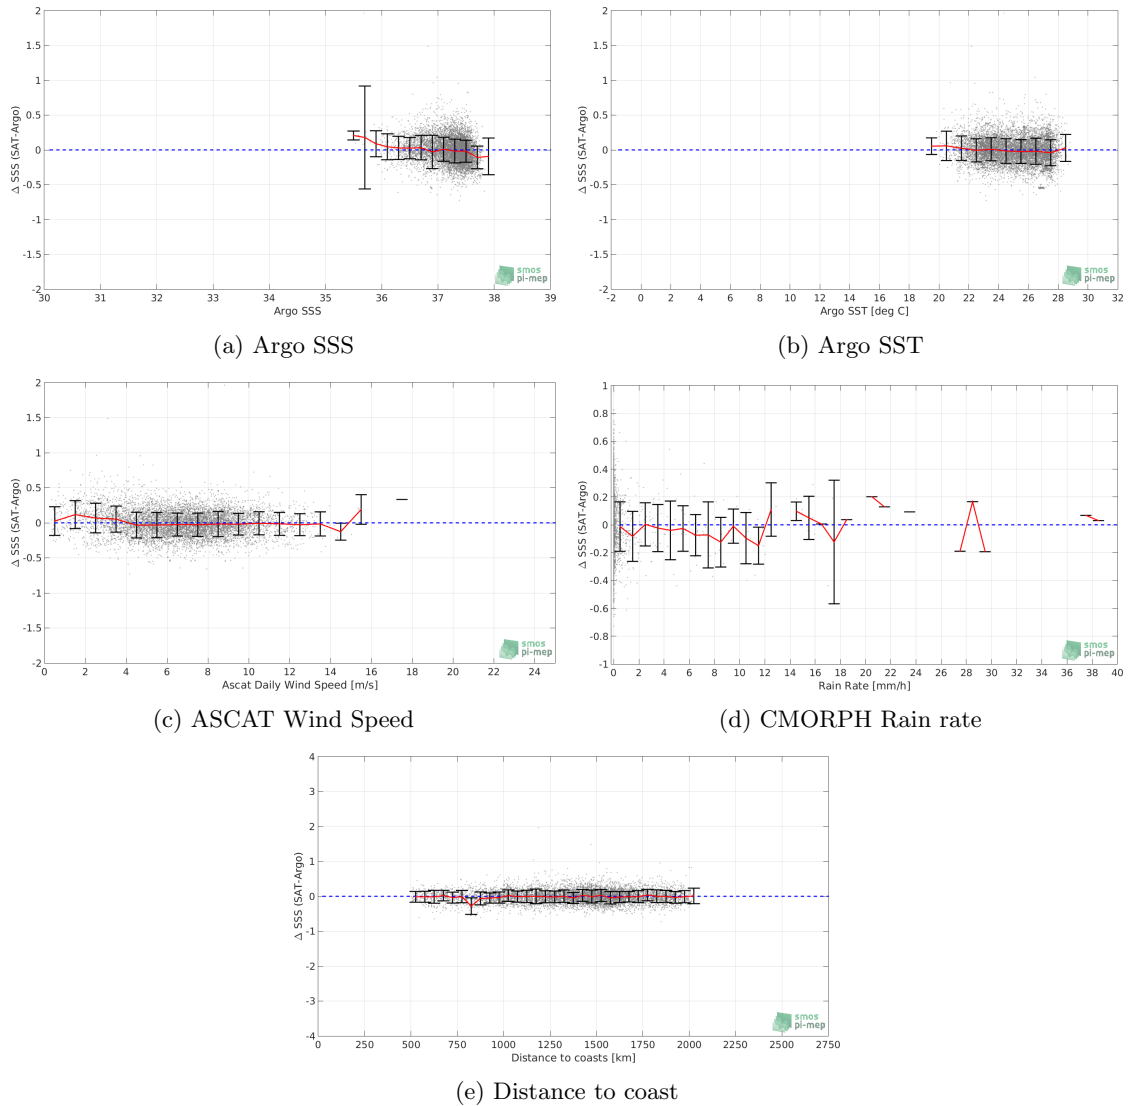 2
1.5
1
0.5
0
-0.5
-1
-1.5
-2
Δ SSS (SAT-Argo)
30 31 32 33 34 35 36 37 38 39
Argo SSS
smos
pi-mep
2
1.5
1
0.5
0
-0.5
-1
-1.5
-2
Δ SSS (SAT-Argo)
-2 0 2 4 6 8 10 12 14 16 18 20 22 24 26 28 30 32
Argo SST [deg C]
smos
pi-mep
(a) Argo SSS
(b) Argo SST
2
1.5
1
0.5
0
-0.5
-1
-1.5
-2
Δ SSS (SAT-Argo)
0 2 4 6 8 10 12 14 16 18 20 22 24
Ascat Daily Wind Speed [m/s]
smos
pi-mep
1
0.8
0.6
0.4
0.2
0
-0.2
-0.4
-0.6
-0.8
-1
Δ SSS (SAT-Argo)
0 2 4 6 8 10 12 14 16 18 20 22 24 26 28 30 32 34 36 38 40
Rain Rate [mm/h]
smos
pi-mep
(c) ASCAT Wind Speed
(d) CMORPH Rain rate
4
3
2
1
0
-1
-2
-3
-4
Δ SSS (SAT-Argo)
0 250 500 750 1000 1250 1500 1750 2000 2250 2500 2750
Distance to coasts [km]
smos
pi-mep
(e) Distance to coast